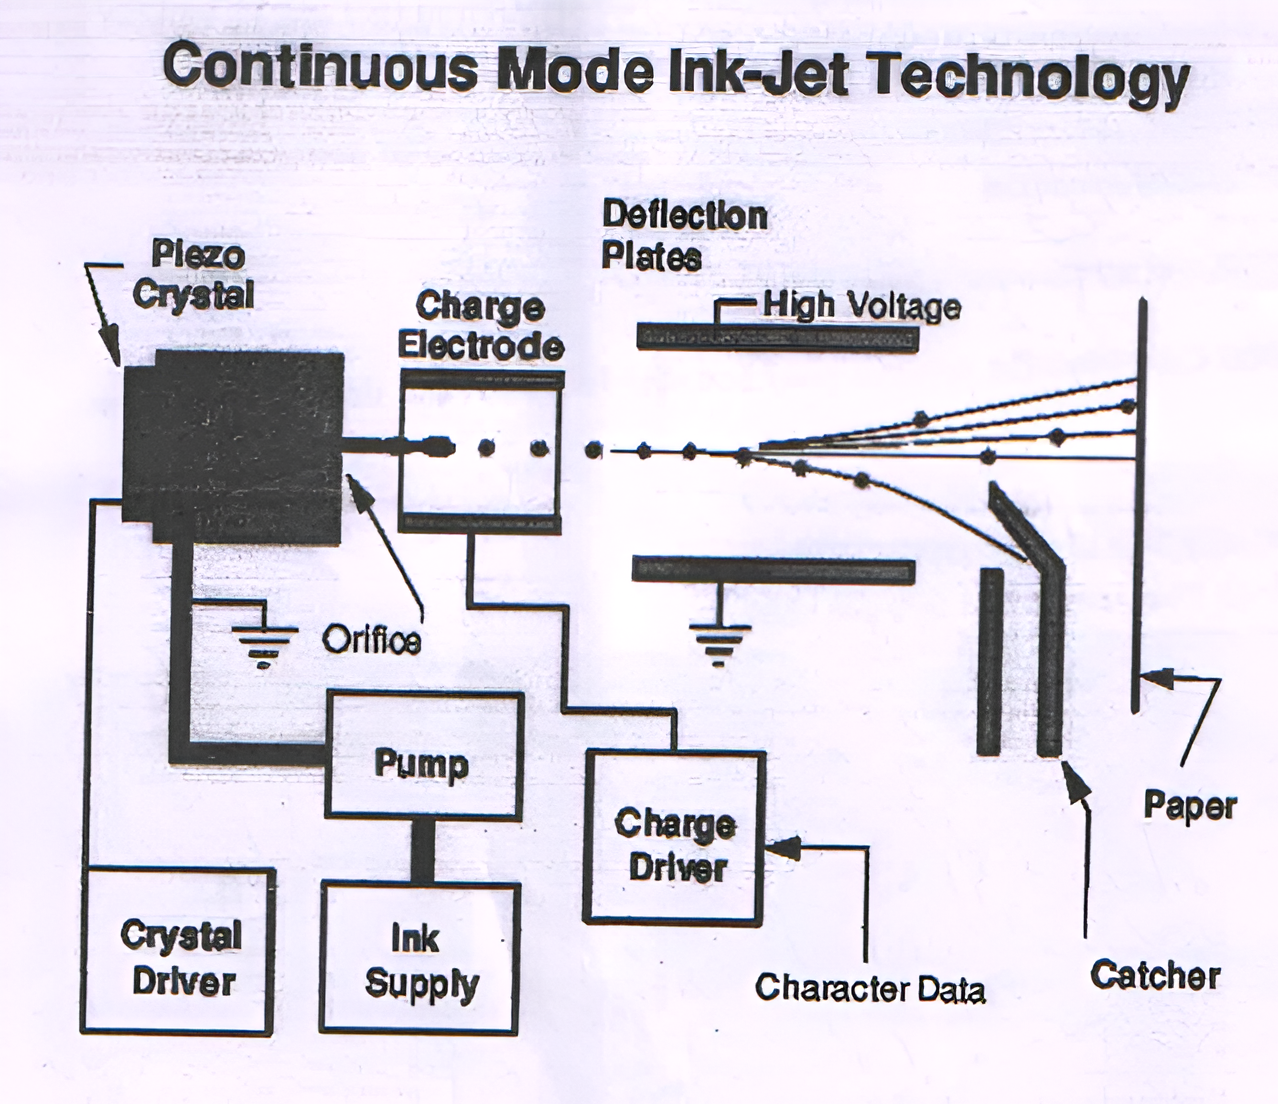 Continuous Mode Ink-Jet Technology
Deflection
Plates
Piezo
Crystal
High Voltage
Charge
Electrode
Orifice
Pump
Charge
Driver
Paper
Crystal
Driver
Ink
Supply
Character Data
Catcher